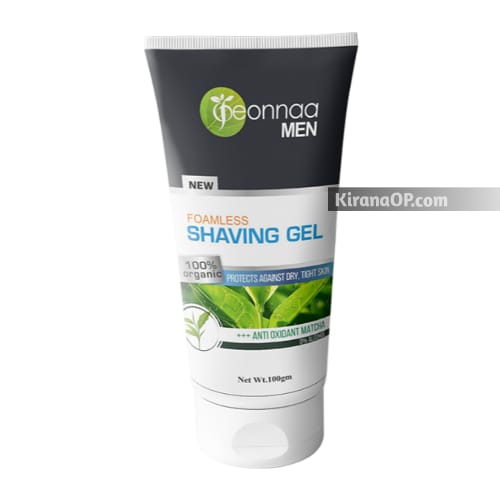 Jeonnaa
MEN
NEW
KiranaOP.com
FOAMLESS
SHAVING GEL
100%
organic
PROTECTS AGAINST DRY, TIGHT SKIN
+++ ANTI OXIDANT MATCHA
Net Wt.100gm